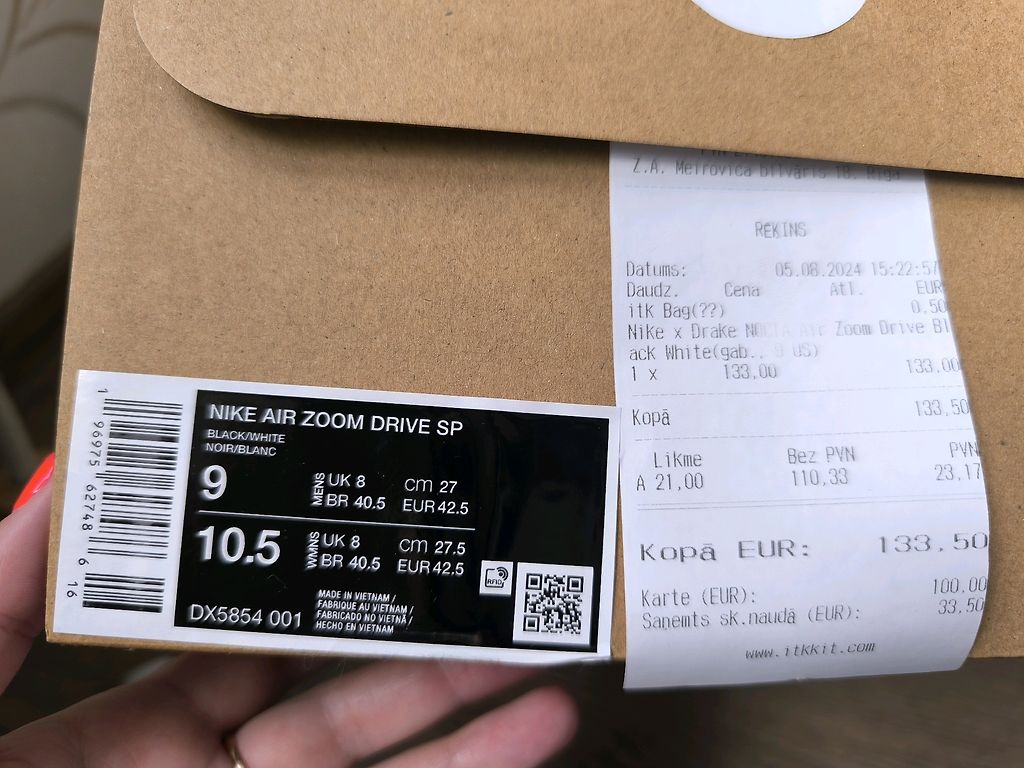 Z.A. Meirovica bulvāris 18, Rīga
RĒĶINS
Datums: 05.08.2024 15:22:57
Daudz. Cena Atl. EUR
itk Bag(??) 0,50
Nike x Drake NOCTA Air Zoom Drive Bl
ack White(gab., 9 US)
1 x 133,00 133,00
Kopā 133,50
Likme Bez PVN PVN
A 21,00 110,33 23,17
Kopā EUR: 133,50
Karte (EUR): 100,00
Saņemts sk.naudā (EUR): 33,50
www.itkkit.com
NIKE AIR ZOOM DRIVE SP
BLACK/WHITE
NOIR/BLANC
9 MENS UK 8 CM 27
BR 40.5 EUR 42.5
10.5 WMNS UK 8 CM 27.5
BR 40.5 EUR 42.5
RFID
MADE IN VIETNAM /
FABRIQUE AU VIETNAM /
FABRICADO NO VIETNÃ /
HECHO EN VIETNAM
DX5854 001
1 96975 62748 6 16